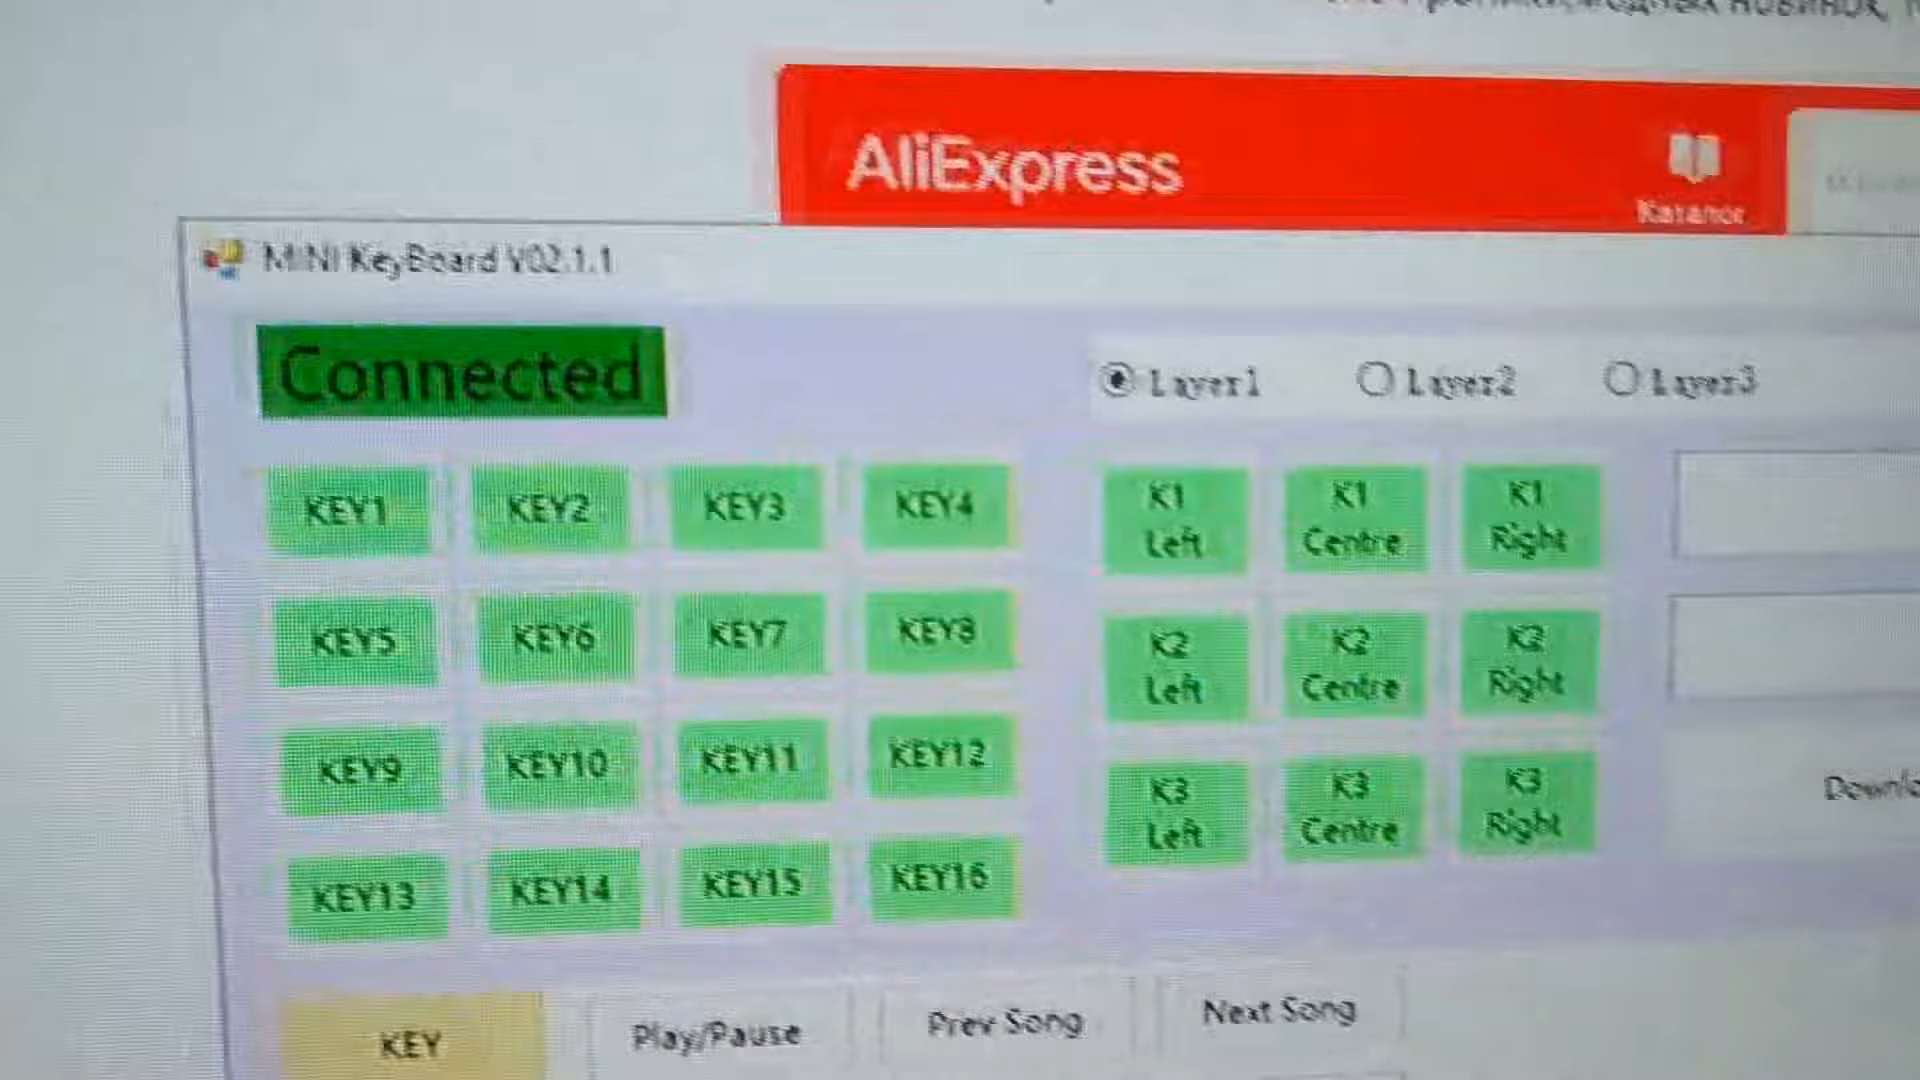 AliExpress
Каталог
MINI KeyBoard V02.1.1
Connected
Layer1 Layer2 Layer3
KEY1 KEY2 KEY3 KEY4
K1 Left K1 Centre K1 Right
KEY5 KEY6 KEY7 KEY8
K2 Left K2 Centre K2 Right
KEY9 KEY10 KEY11 KEY12
K3 Left K3 Centre K3 Right
KEY13 KEY14 KEY15 KEY16
KEY Play/Pause Prev Song Next Song